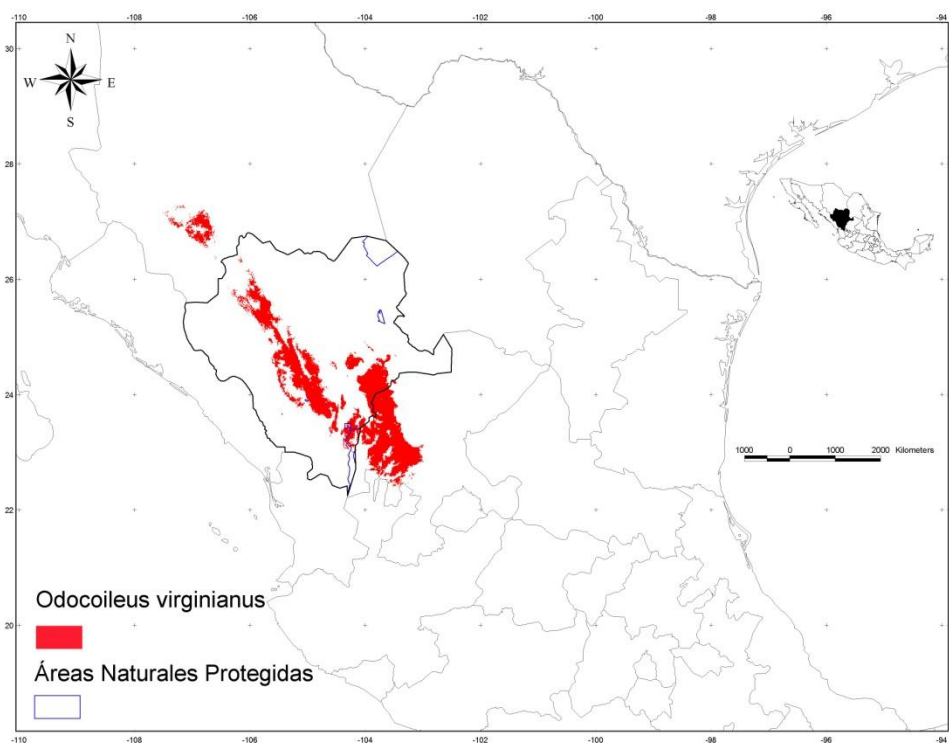 -110 -108 -106 -104 -102 -100 -98 -96 -94
30
N
W E
S
28
26
24
1000 0 1000 2000 Kilometers
22
Odocoileus virginianus
20
Áreas Naturales Protegidas
-110 -108 -106 -104 -102 -100 -98 -96 -94